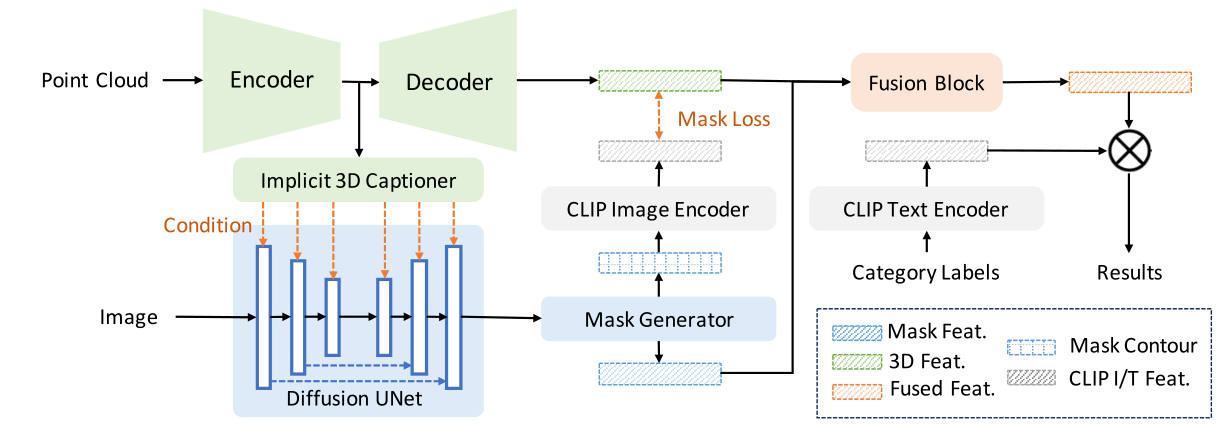 Point Cloud
Encoder
Decoder
Fusion Block
Mask Loss
Implicit 3D Captioner
CLIP Image Encoder
CLIP Text Encoder
Condition
Category Labels
Results
Image
Mask Generator
Diffusion UNet
Mask Feat.
3D Feat.
Fused Feat.
Mask Contour
CLIP I/T Feat.